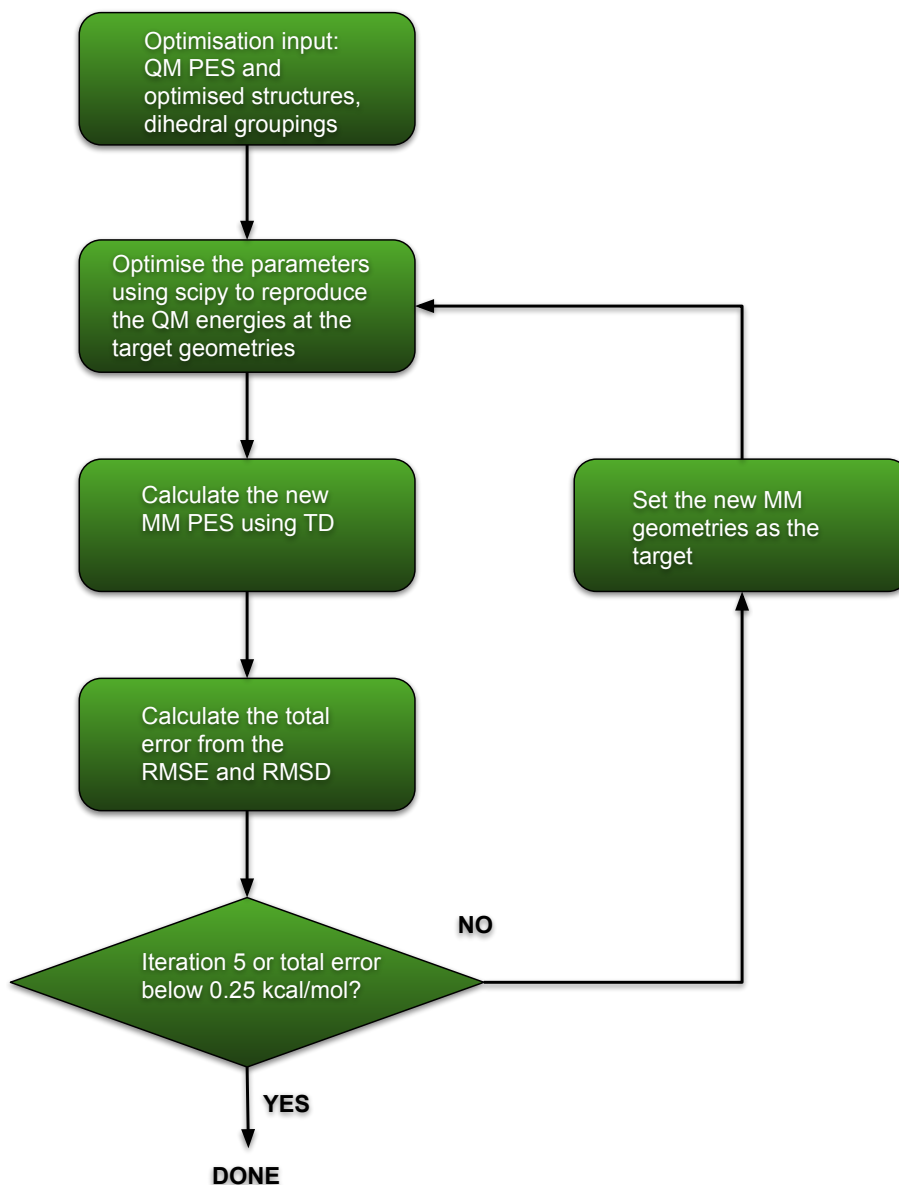 Optimisation input:
QM PES and
optimised structures,
dihedral groupings
Optimise the parameters
using scipy to reproduce
the QM energies at the
target geometries
Calculate the new
MM PES using TD
Set the new MM
geometries as the
target
Calculate the total
error from the
RMSE and RMSD
NO
Iteration 5 or total error
below 0.25 kcal/mol?
YES
DONE